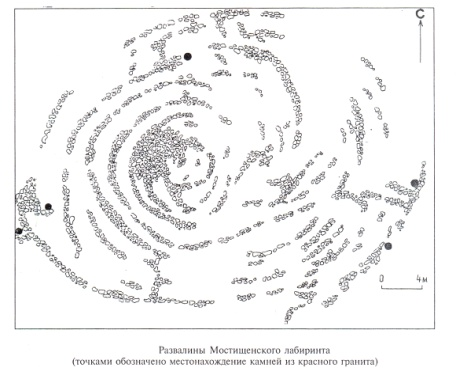 С
0 4м
Развалины Мостищенского лабиринта
(точками обозначено местонахождение камней из красного гранита)